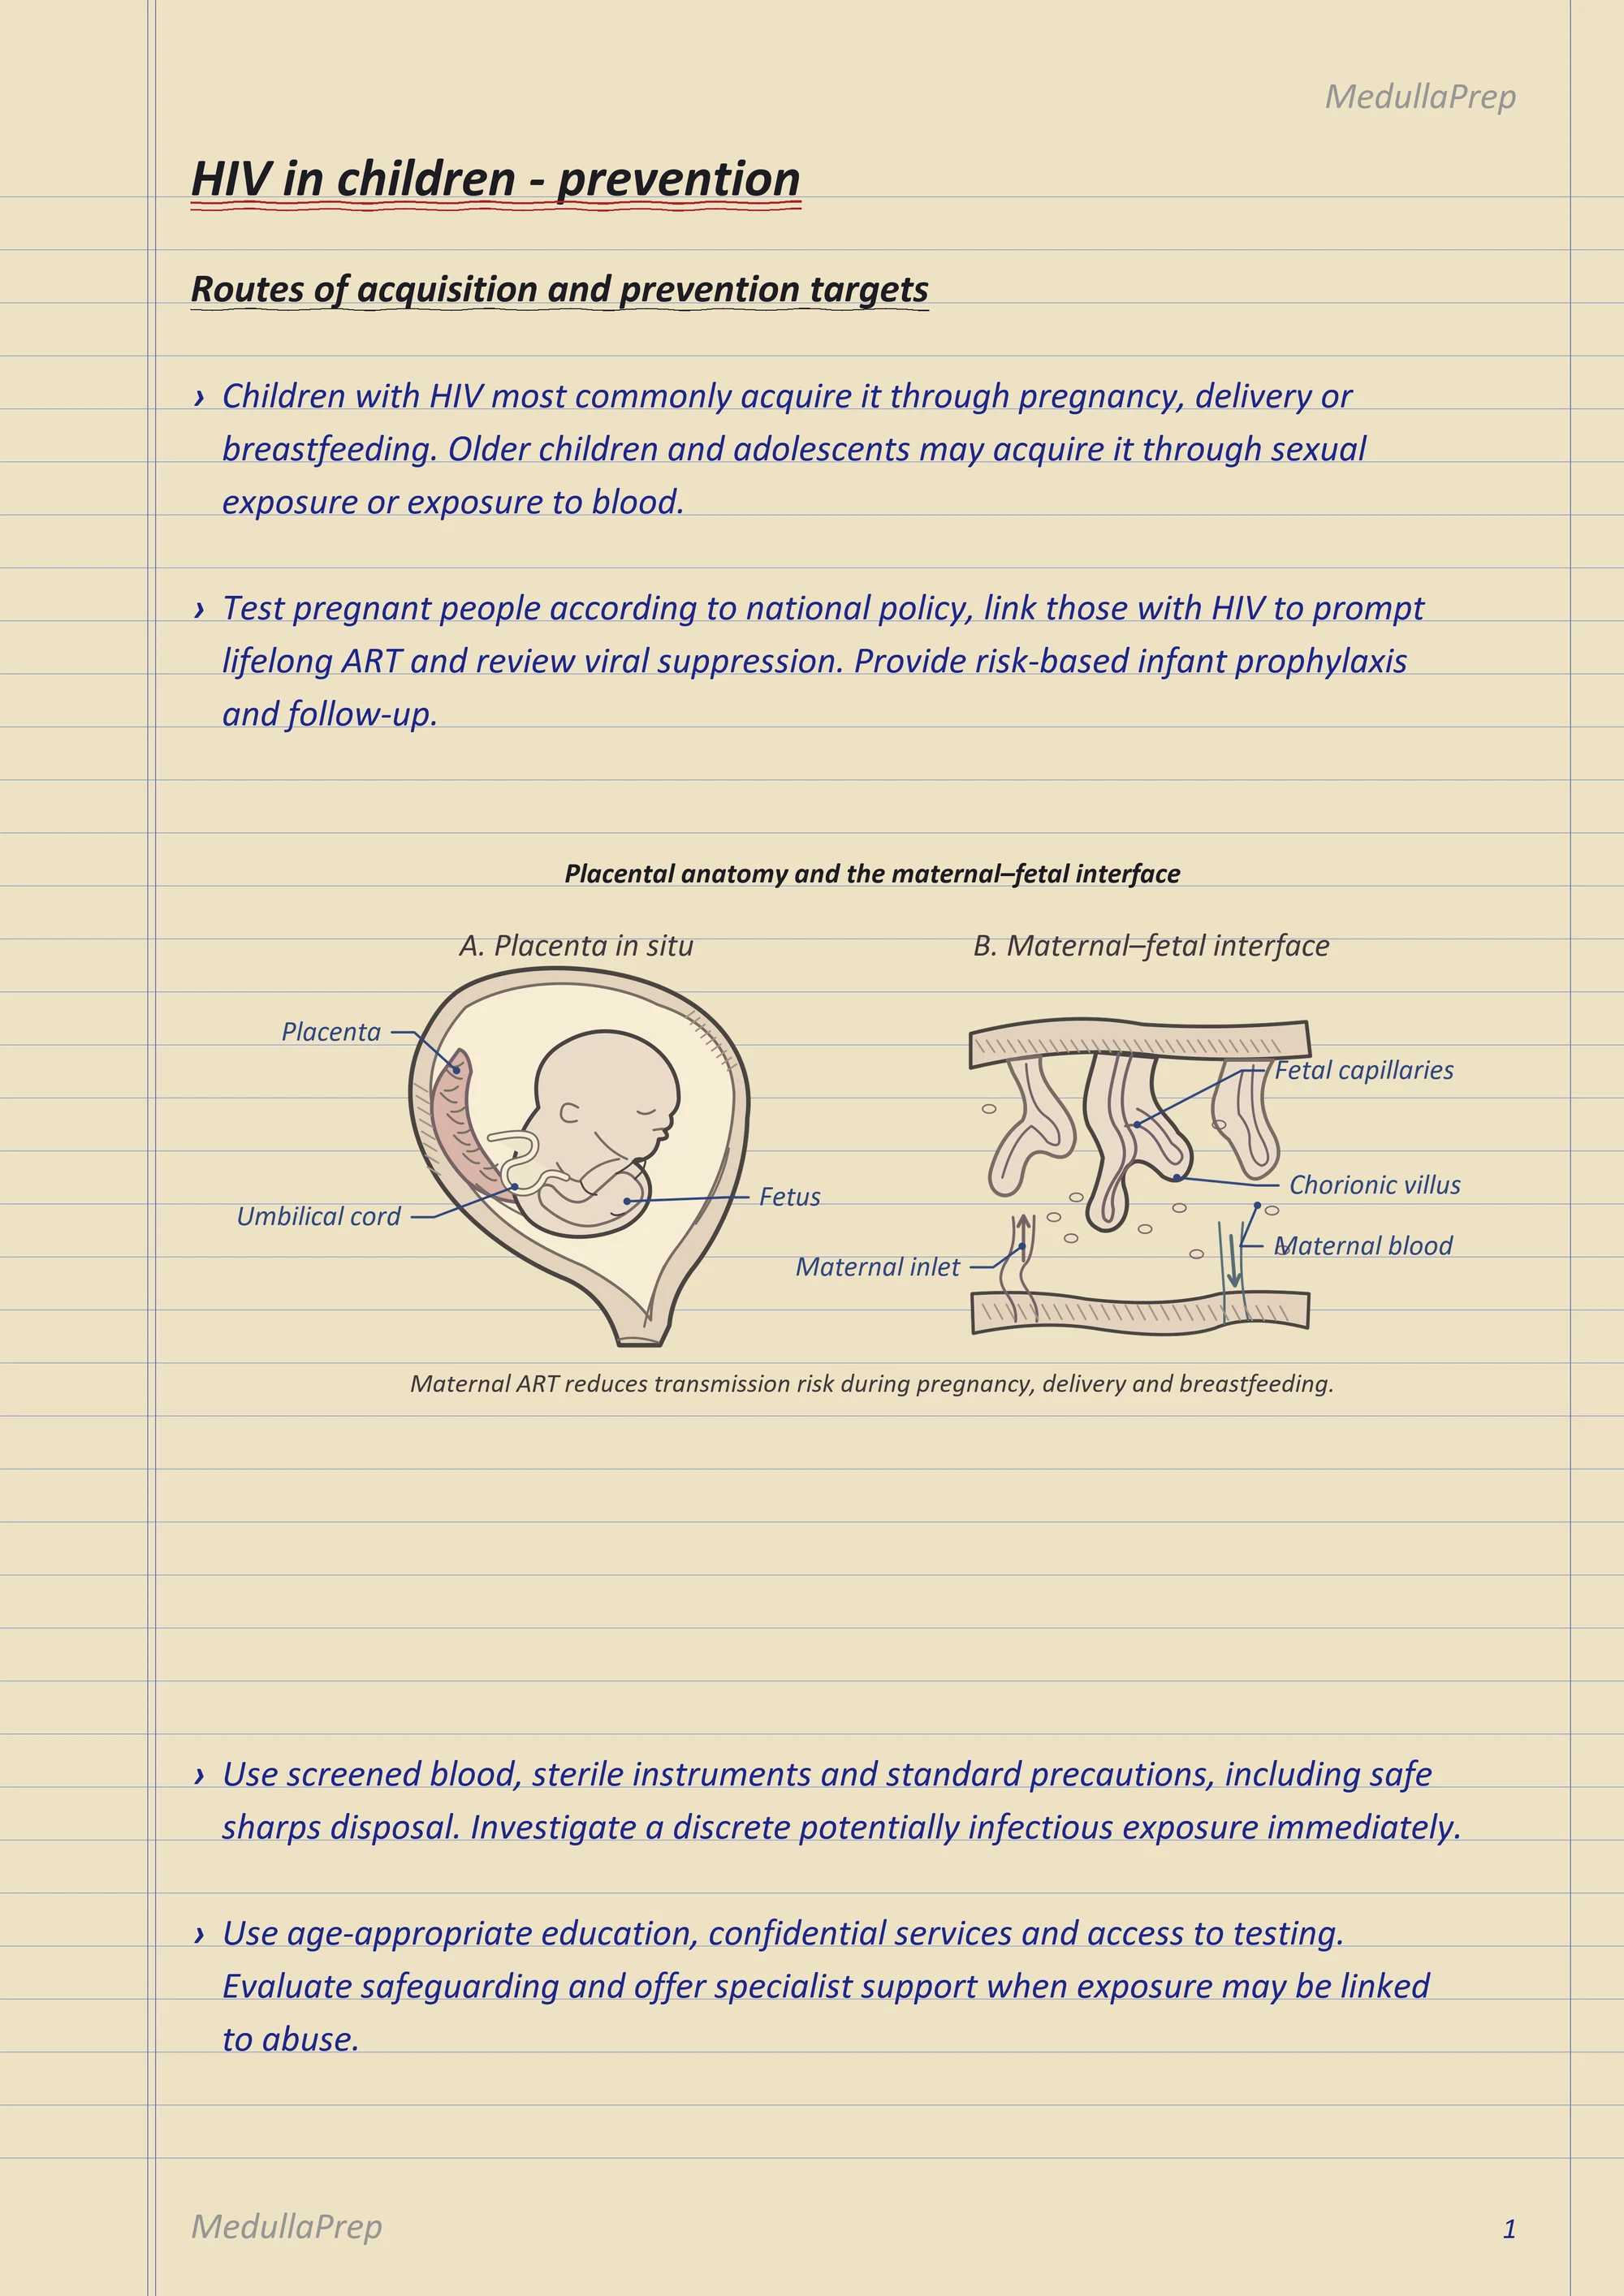 MedullaPrep
HIV in children - prevention
Routes of acquisition and prevention targets
› Children with HIV most commonly acquire it through pregnancy, delivery or
breastfeeding. Older children and adolescents may acquire it through sexual
exposure or exposure to blood.
› Test pregnant people according to national policy, link those with HIV to prompt
lifelong ART and review viral suppression. Provide risk-based infant prophylaxis
and follow-up.
Placental anatomy and the maternal–fetal interface
A. Placenta in situ
Placenta
Umbilical cord
Fetus
B. Maternal–fetal interface
Fetal capillaries
Chorionic villus
Maternal blood
Maternal inlet
Maternal ART reduces transmission risk during pregnancy, delivery and breastfeeding.
› Use screened blood, sterile instruments and standard precautions, including safe
sharps disposal. Investigate a discrete potentially infectious exposure immediately.
› Use age-appropriate education, confidential services and access to testing.
Evaluate safeguarding and offer specialist support when exposure may be linked
to abuse.
MedullaPrep
1